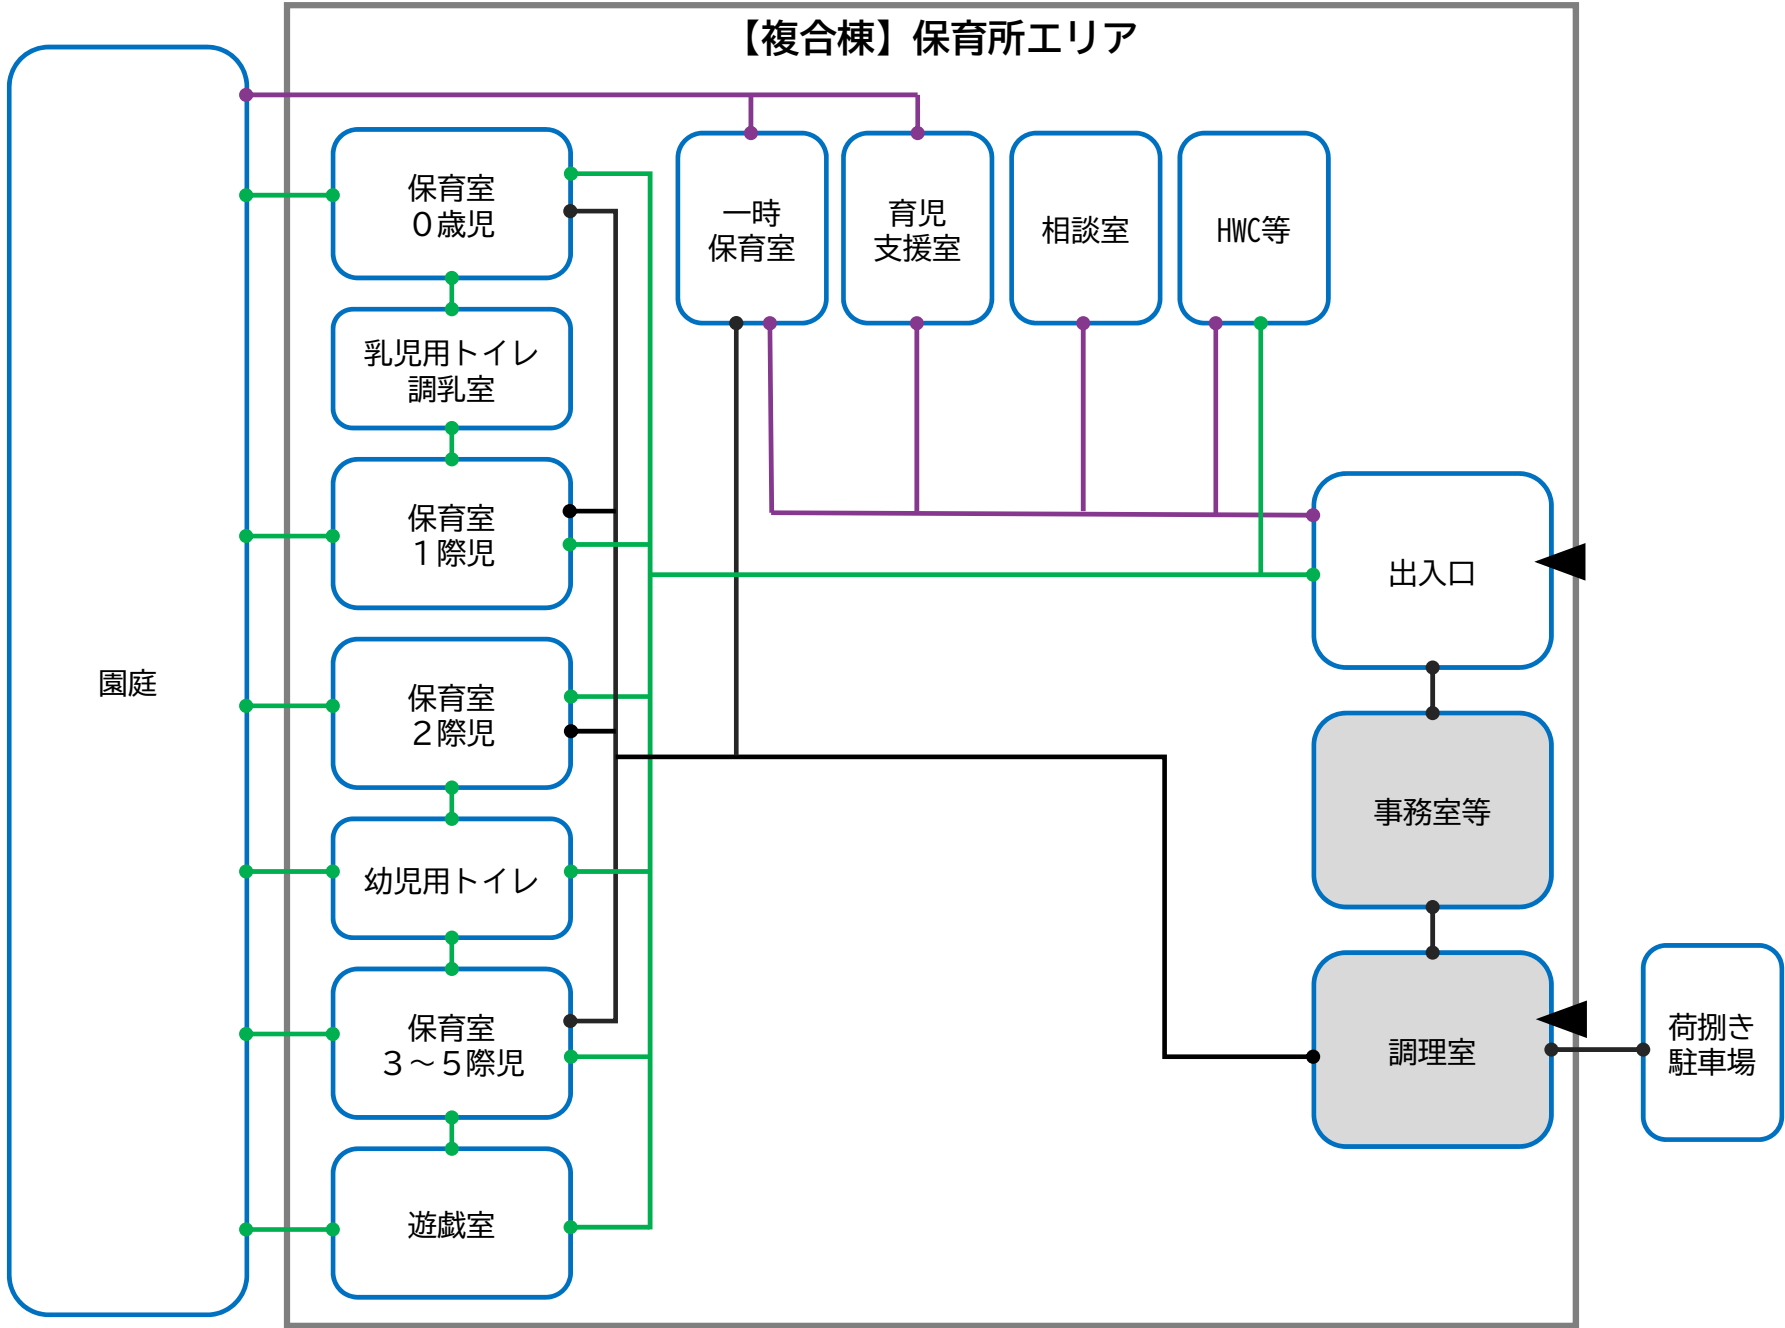 【複合棟】保育所エリア
園庭
保育室
０歳児
乳児用トイレ
調乳室
保育室
１際児
保育室
２際児
幼児用トイレ
保育室
３～５際児
遊戯室
一時
保育室
育児
支援室
相談室
HWC等
出入口
事務室等
調理室
荷捌き
駐車場